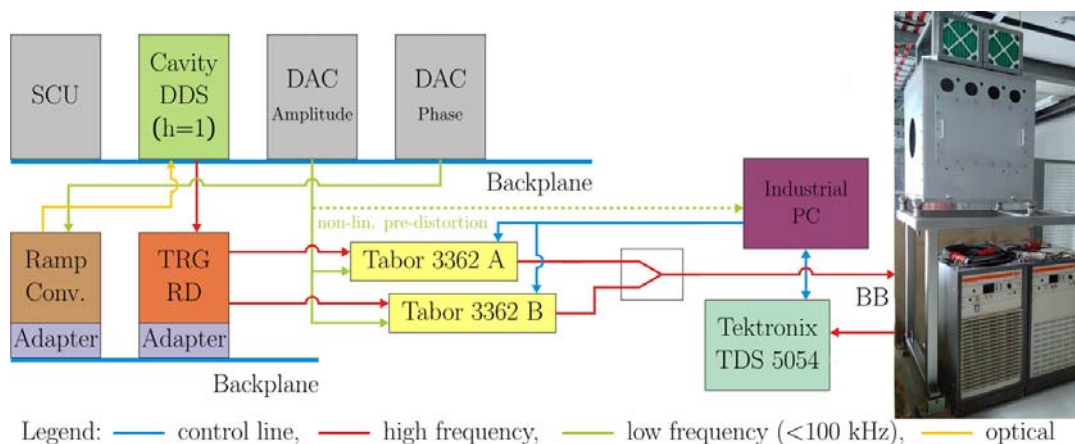 SCU
Cavity
DDS
(h=1)
DAC
Amplitude
DAC
Phase
Backplane
Industrial
PC
non-lin. pre-distortion
Ramp
Conv.
Adapter
TRG
RD
Adapter
Tabor 3362 A
Tabor 3362 B
BB
Tektronix
TDS 5054
Backplane
Legend: control line, high frequency, low frequency (<100 kHz), optical